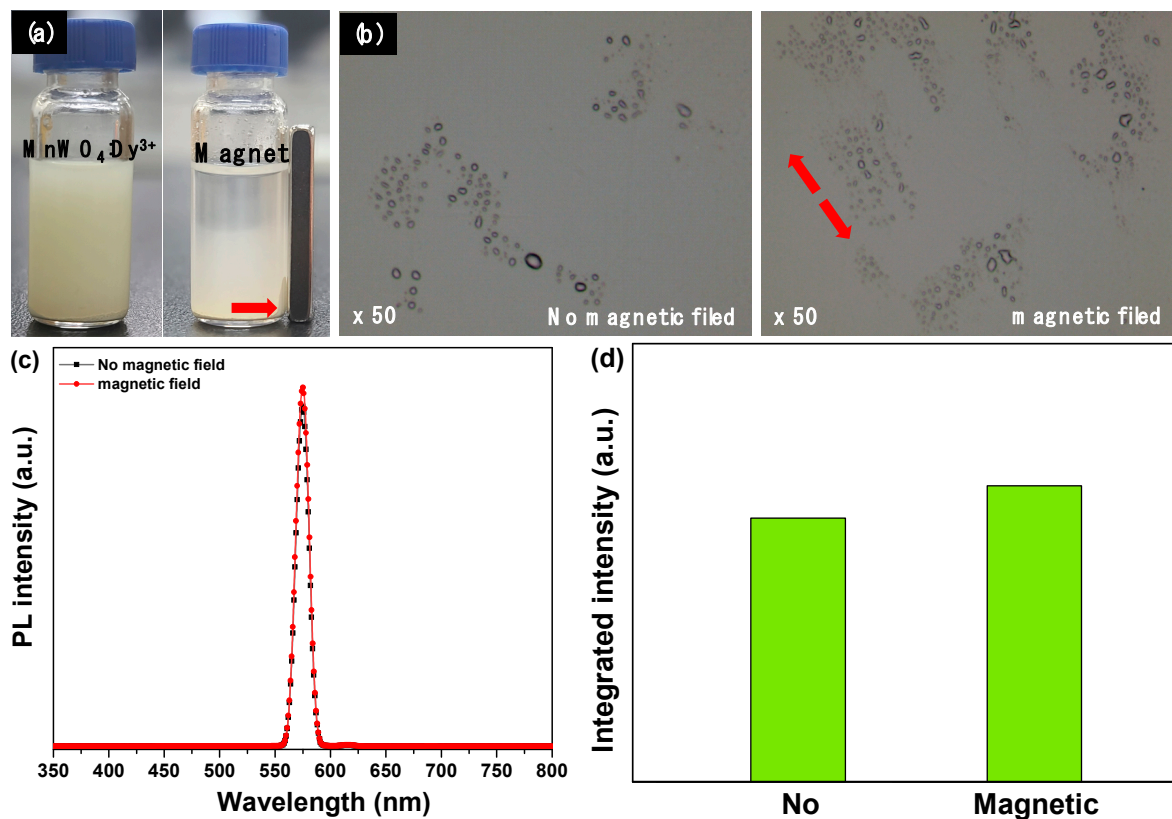 (a)
MnWO₄:Dy³⁺
Magnet
(b)
x 50
No magnetic filed
x 50
magnetic filed
(c)
No magnetic field
magnetic field
PL intensity (a.u.)
350 400 450 500 550 600 650 700 750 800
Wavelength (nm)
(d)
Integrated intensity (a.u.)
No
Magnetic